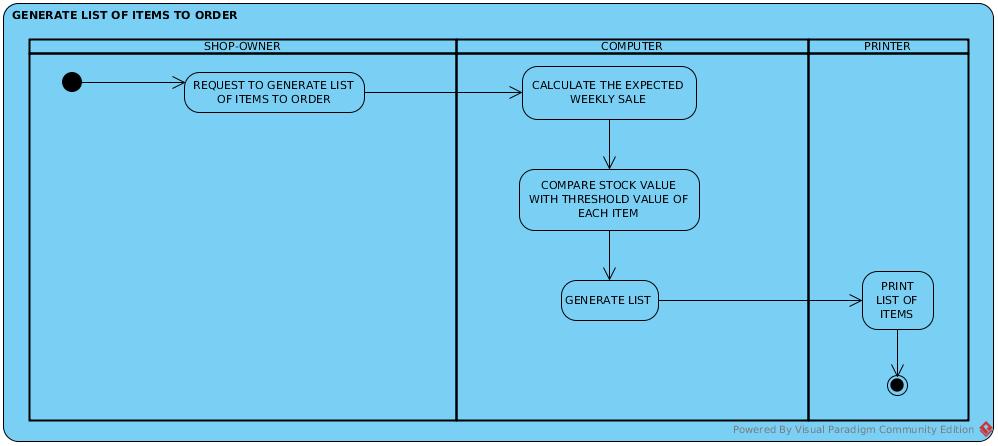 GENERATE LIST OF ITEMS TO ORDER
SHOP-OWNER
COMPUTER
PRINTER
REQUEST TO GENERATE LIST
OF ITEMS TO ORDER
CALCULATE THE EXPECTED
WEEKLY SALE
COMPARE STOCK VALUE
WITH THRESHOLD VALUE OF
EACH ITEM
GENERATE LIST
PRINT
LIST OF
ITEMS
Powered By Visual Paradigm Community Edition